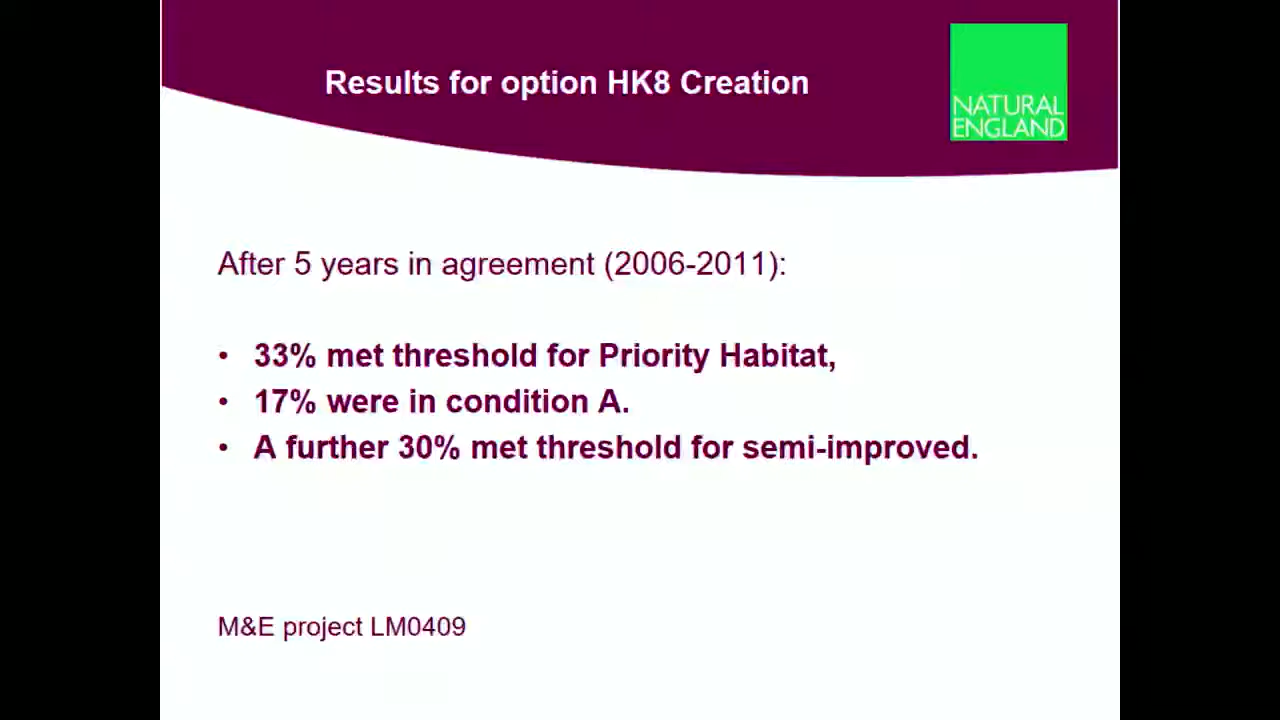 Results for option HK8 Creation
NATURAL
ENGLAND
After 5 years in agreement (2006-2011):
• 33% met threshold for Priority Habitat,
• 17% were in condition A.
• A further 30% met threshold for semi-improved.
M&E project LM0409